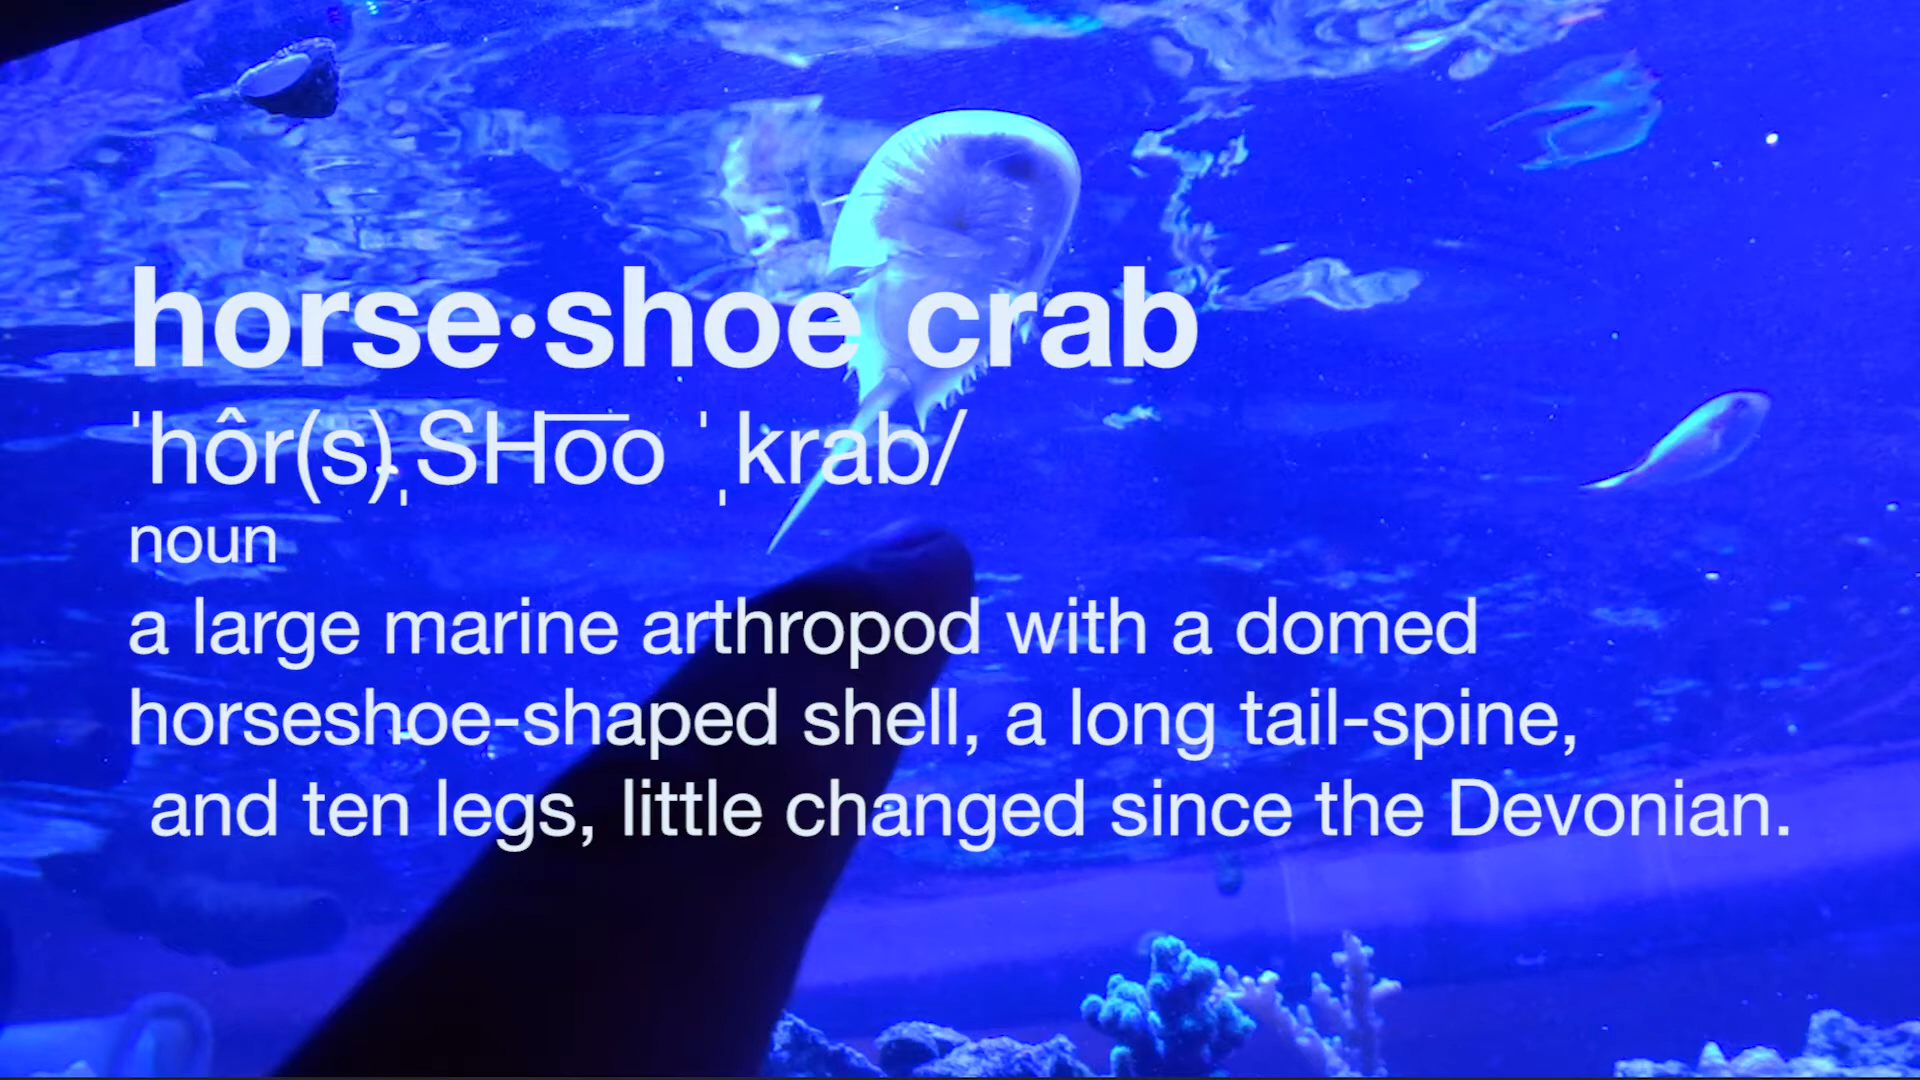 horse•shoe crab
ˈhôr(s)ˌSHo͞o ˈˌkrab/
noun
a large marine arthropod with a domed
horseshoe-shaped shell, a long tail-spine,
and ten legs, little changed since the Devonian.